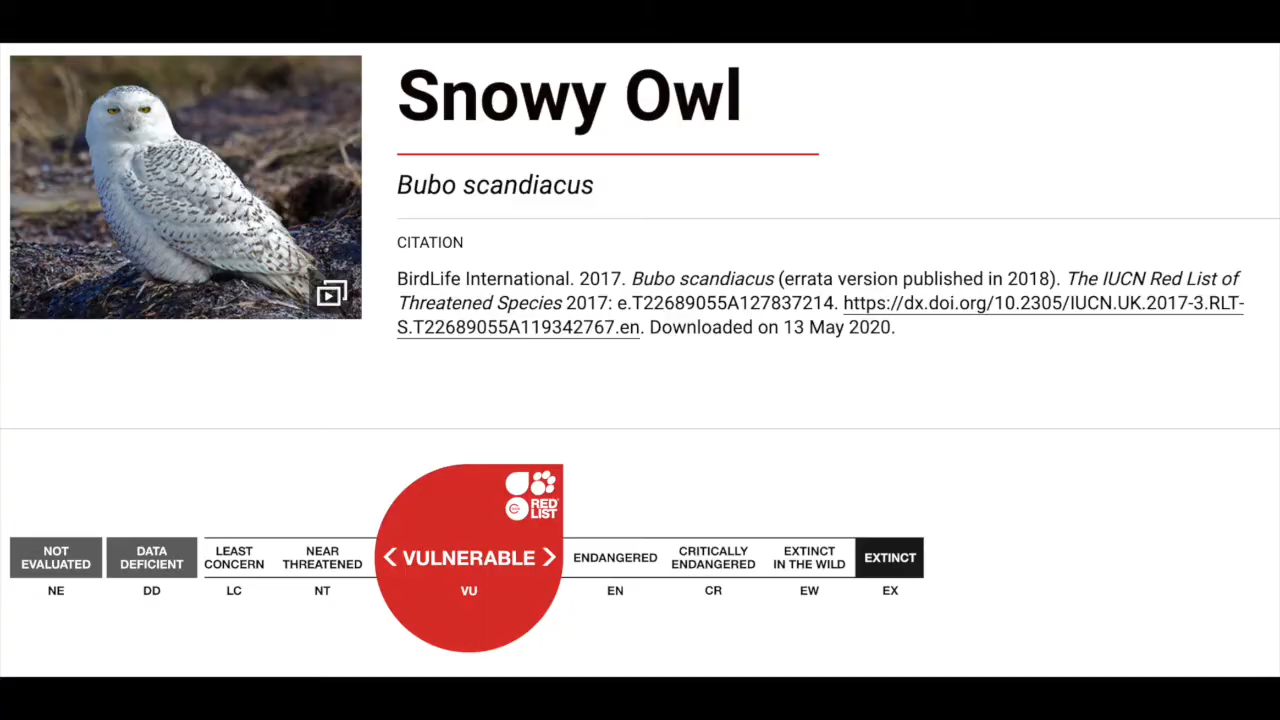 Snowy Owl
Bubo scandiacus
CITATION
BirdLife International. 2017. Bubo scandiacus (errata version published in 2018). The IUCN Red List of
Threatened Species 2017: e.T22689055A127837214. https://dx.doi.org/10.2305/IUCN.UK.2017-3.RLT-
S.T22689055A119342767.en. Downloaded on 13 May 2020.
RED
LIST
NOT
EVALUATED
NE
DATA
DEFICIENT
DD
LEAST
CONCERN
LC
NEAR
THREATENED
NT
< VULNERABLE >
VU
ENDANGERED
EN
CRITICALLY
ENDANGERED
CR
EXTINCT
IN THE WILD
EW
EXTINCT
EX